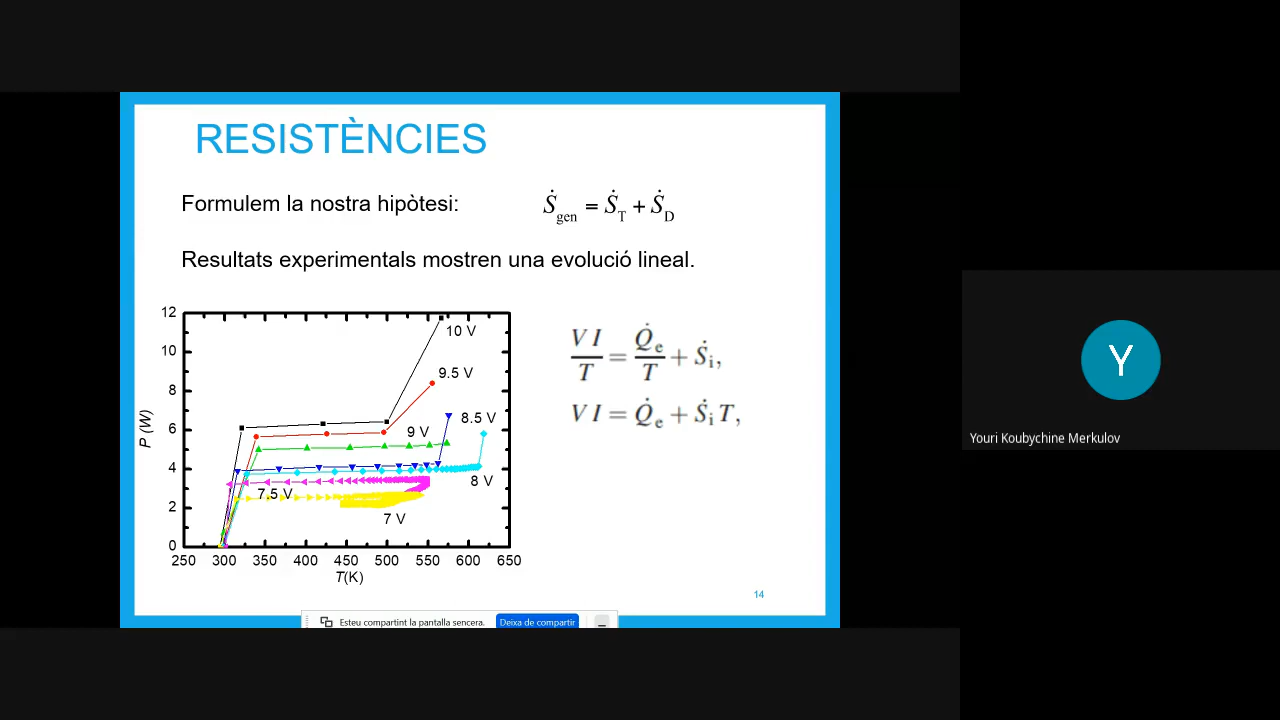 RESISTÈNCIES
Formulem la nostra hipòtesi:
Ṡgen = ṠT + ṠD
Resultats experimentals mostren una evolució lineal.
12
10
8
6
4
2
0
P (W)
10 V
9.5 V
8.5 V
9 V
8 V
7.5 V
7 V
250 300 350 400 450 500 550 600 650
T(K)
VI/T = Q̇e/T + Ṡi,
VI = Q̇e + Ṡi T,
14
Esteu compartint la pantalla sencera. Deixa de compartir
Y
Youri Koubychine Merkulov